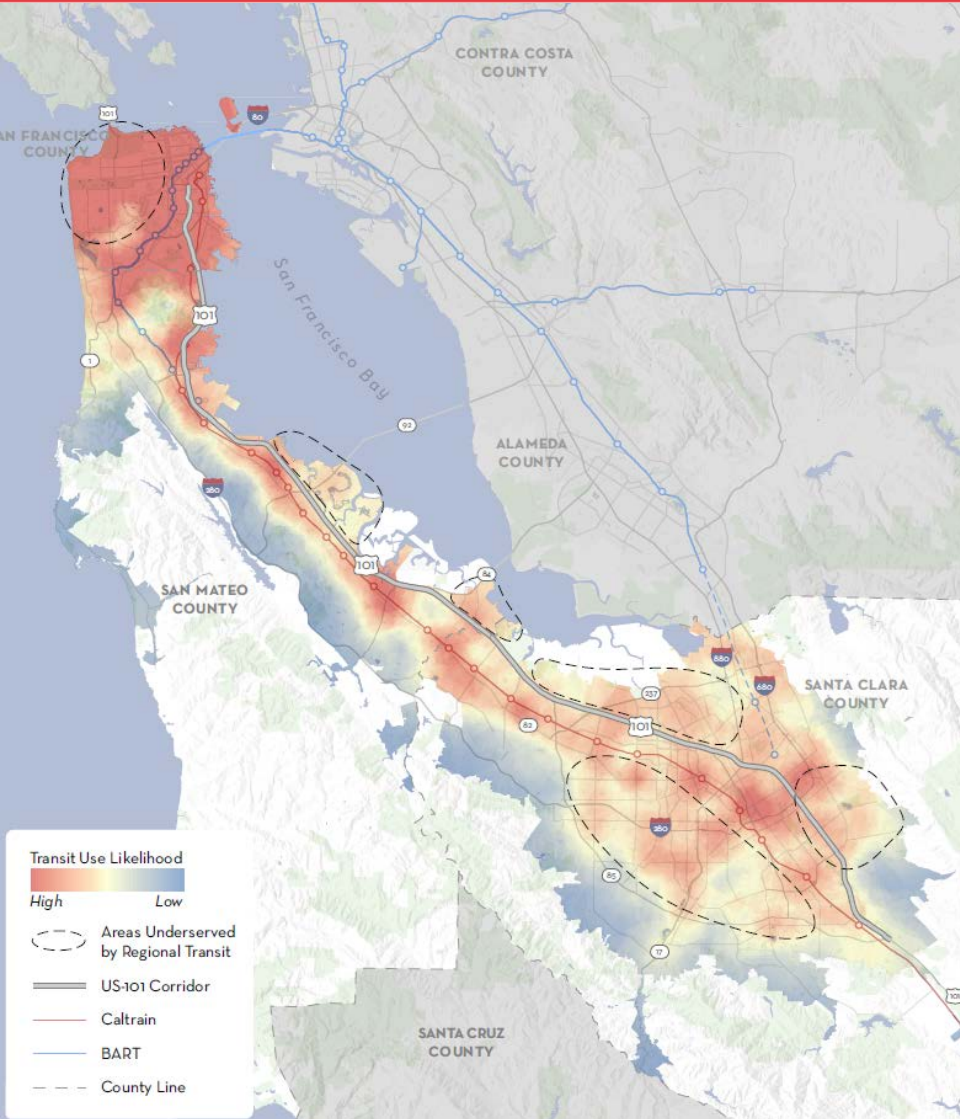 CONTRA COSTA
COUNTY
101
80
AN FRANCISCO
COUNTY
San Francisco Bay
101
1
92
ALAMEDA
COUNTY
280
101
84
SAN MATEO
COUNTY
880
680
SANTA CLARA
COUNTY
237
82
101
280
85
17
101
SANTA CRUZ
COUNTY
Transit Use Likelihood
High Low
Areas Underserved
by Regional Transit
US-101 Corridor
Caltrain
BART
County Line